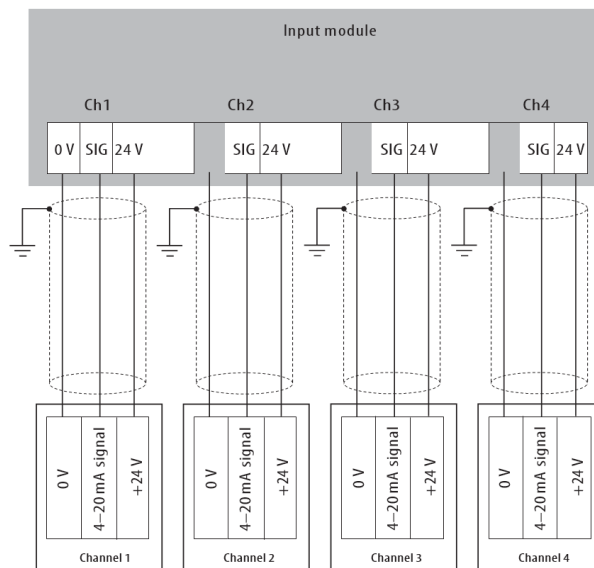 Input module
Ch1 Ch2 Ch3 Ch4
0 V SIG 24 V SIG 24 V SIG 24 V SIG 24 V
0 V 4–20 mA signal +24 V 0 V 4–20 mA signal +24 V 0 V 4–20 mA signal +24 V 0 V 4–20 mA signal +24 V
Channel 1 Channel 2 Channel 3 Channel 4